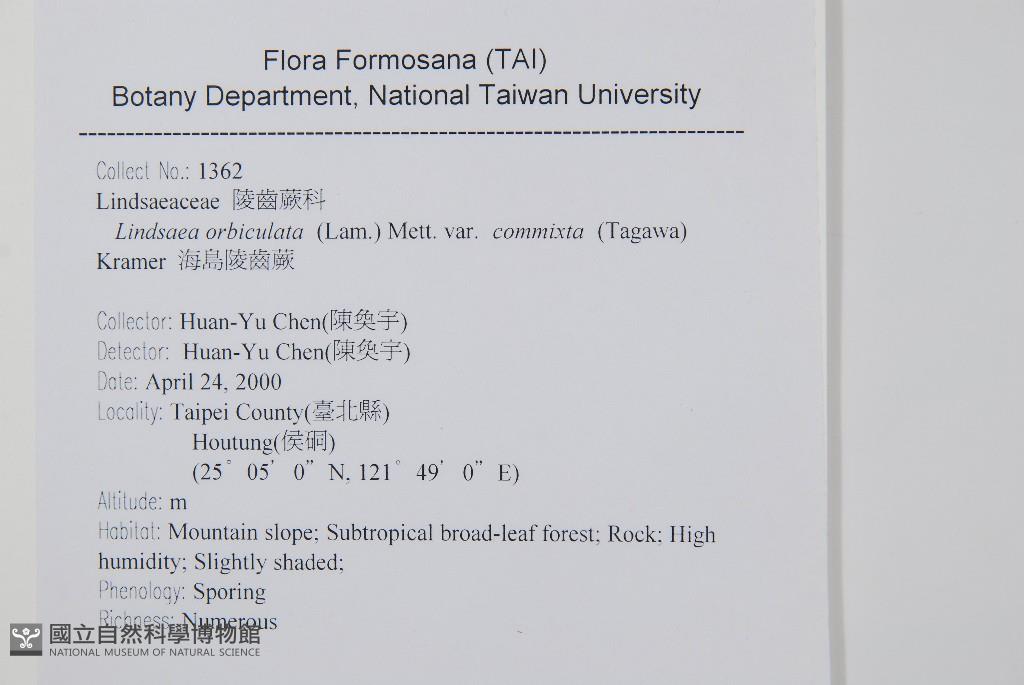 Flora Formosana (TAI)
Botany Department, National Taiwan University
Collect No.: 1362
Lindsaeaceae 陵齒蕨科
Lindsaea orbiculata (Lam.) Mett. var. commixta (Tagawa)
Kramer 海島陵齒蕨
Collector: Huan-Yu Chen(陳奐宇)
Detector: Huan-Yu Chen(陳奐宇)
Date: April 24, 2000
Locality: Taipei County(臺北縣)
Houtung(侯硐)
(25° 05' 0" N, 121° 49' 0" E)
Altitude: m
Habitat: Mountain slope; Subtropical broad-leaf forest; Rock; High
humidity; Slightly shaded;
Phenology: Sporing
Richness: Numerous
國立自然科學博物館
NATIONAL MUSEUM OF NATURAL SCIENCE